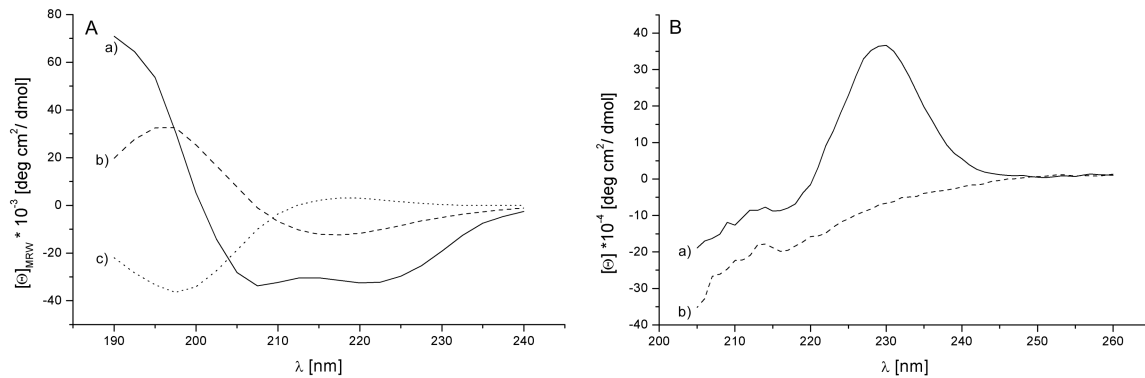 A
a)
b)
c)
80
60
40
20
0
-20
-40
190
200
210
220
230
240
[Θ]MRW * 10-3 [deg cm2/ dmol]
λ [nm]
B
a)
b)
40
30
20
10
0
-10
-20
-30
-40
200
210
220
230
240
250
260
[Θ] *10-4 [deg cm2/ dmol]
λ [nm]